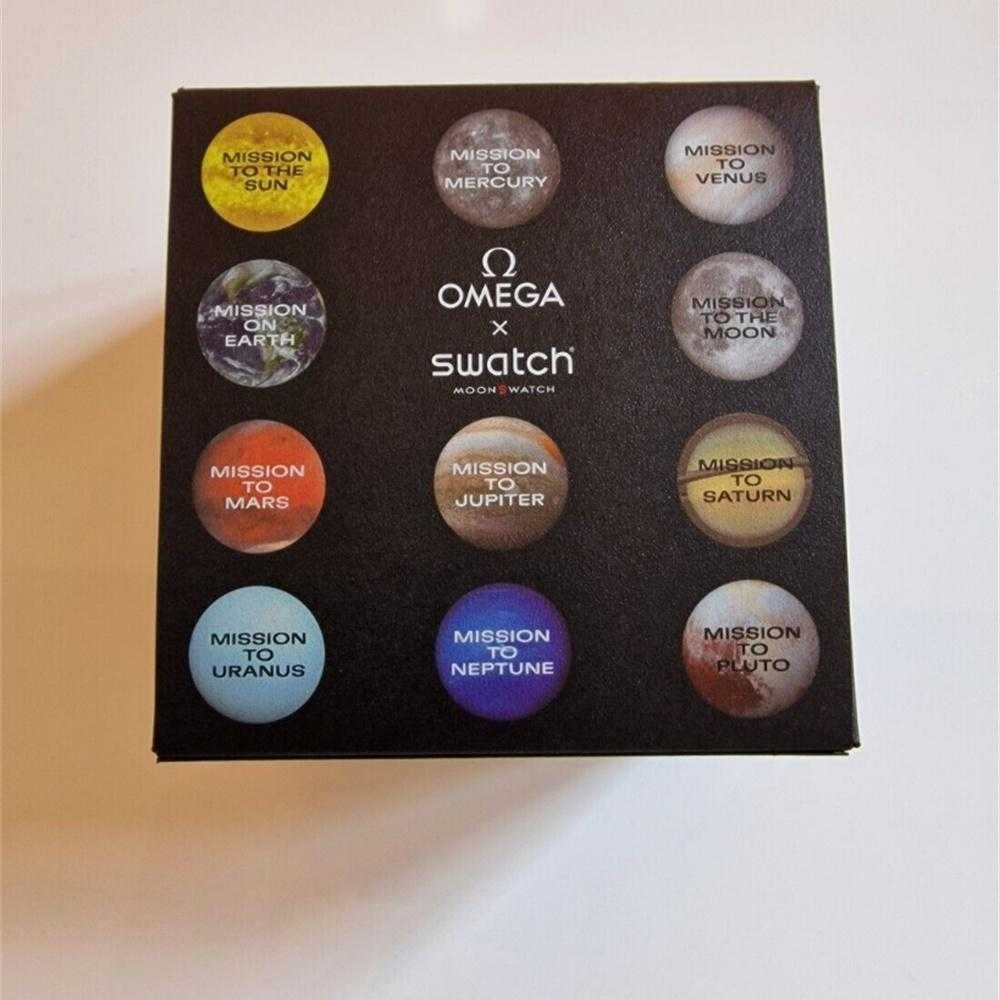 MISSION
TO THE
SUN
MISSION
TO
MERCURY
MISSION
TO
VENUS
MISSION
ON
EARTH
Ω
OMEGA
×
swatch®
MOONSWATCH
MISSION
TO THE
MOON
MISSION
TO
MARS
MISSION
TO
JUPITER
MISSION
TO
SATURN
MISSION
TO
URANUS
MISSION
TO
NEPTUNE
MISSION
TO
PLUTO